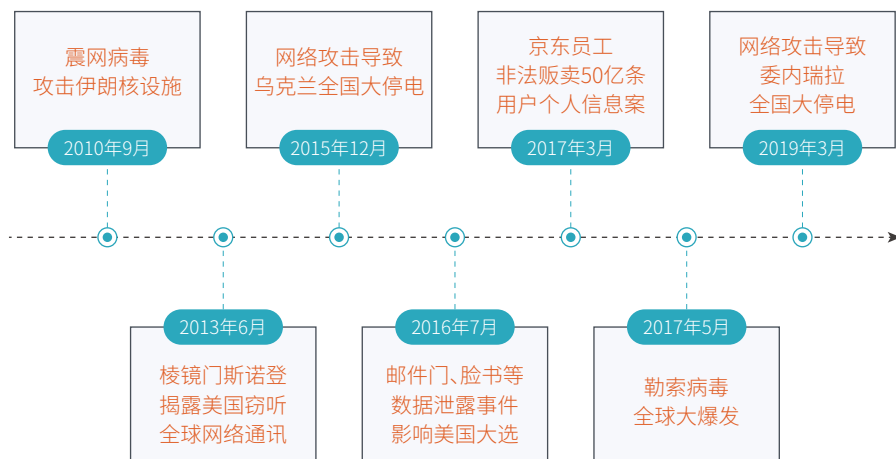 震网病毒
攻击伊朗核设施
2010年9月
网络攻击导致
乌克兰全国大停电
2015年12月
京东员工
非法贩卖50亿条
用户个人信息案
2017年3月
网络攻击导致
委内瑞拉
全国大停电
2019年3月
2013年6月
棱镜门斯诺登
揭露美国窃听
全球网络通讯
2016年7月
邮件门、脸书等
数据泄露事件
影响美国大选
2017年5月
勒索病毒
全球大爆发